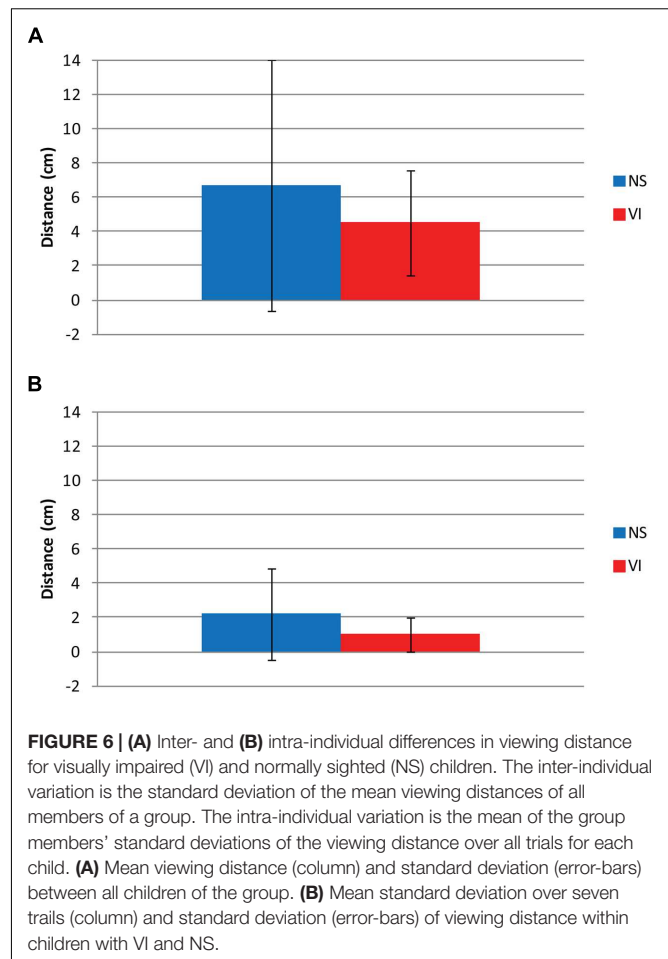 A
14
12
10
8
6
4
2
0
-2
Distance (cm)
NS
VI
B
14
12
10
8
6
4
2
0
-2
Distance (cm)
NS
VI
FIGURE 6 | (A) Inter- and (B) intra-individual differences in viewing distance
for visually impaired (VI) and normally sighted (NS) children. The inter-individual
variation is the standard deviation of the mean viewing distances of all
members of a group. The intra-individual variation is the mean of the group
members’ standard deviations of the viewing distance over all trials for each
child. (A) Mean viewing distance (column) and standard deviation (error-bars)
between all children of the group. (B) Mean standard deviation over seven
trails (column) and standard deviation (error-bars) of viewing distance within
children with VI and NS.